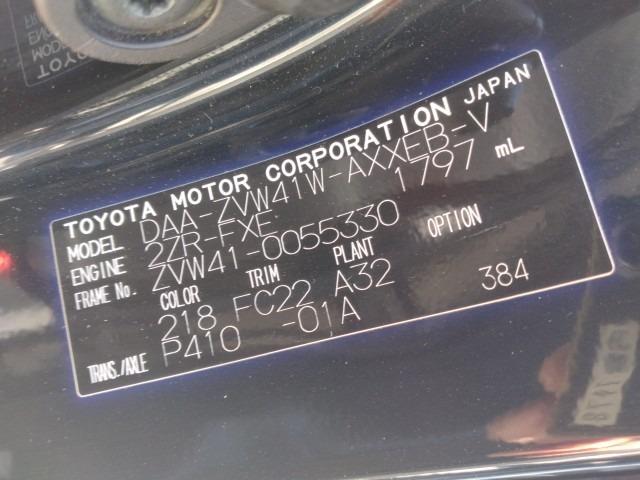 TOYOTA MOTOR CORPORATION JAPAN
MODEL DAA-ZVW41W-AXXEB-V
ENGINE 2ZR-FXE 1797 mL
FRAME No. ZVW41-0055330
COLOR TRIM PLANT OPTION
218 FC22 A32 384
TRANS./AXLE P410 -01A